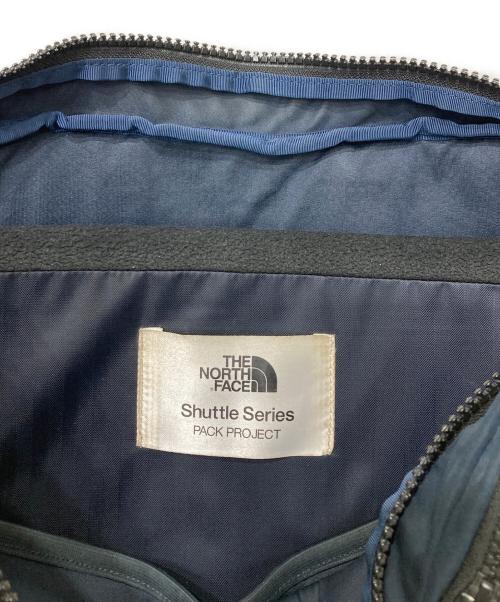 THE
NORTH
FACE
Shuttle Series
PACK PROJECT